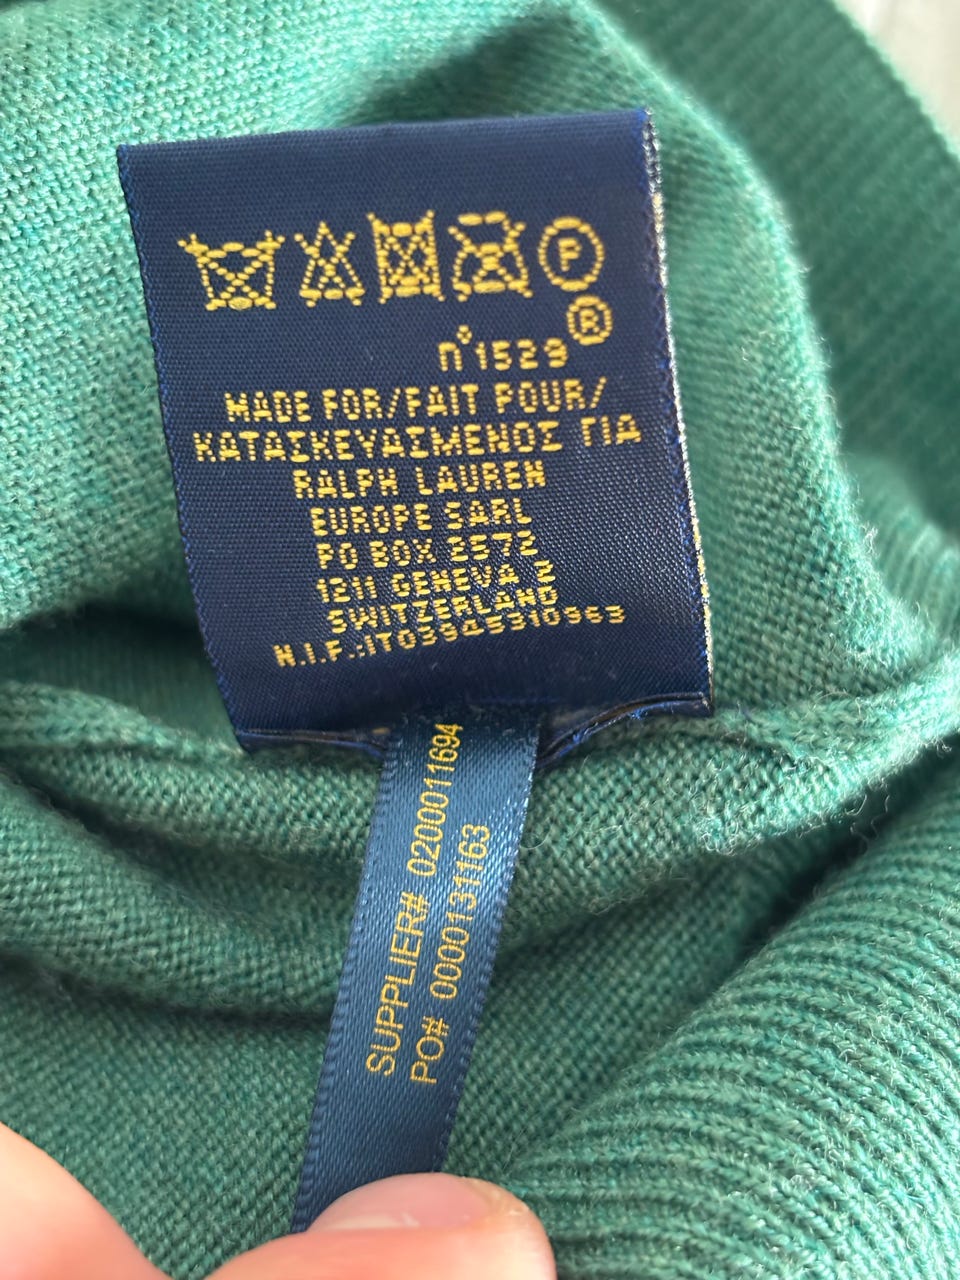 P
®
n°1529
MADE FOR/FAIT POUR/
ΚΑΤΑΣΚΕΥΑΣΜΕΝΟΣ ΓΙΑ
RALPH LAUREN
EUROPE SARL
PO BOX 2572
1211 GENEVA 2
SWITZERLAND
N.I.F.:IT03945310963
SUPPLIER# 0200011694
PO# 0000131163